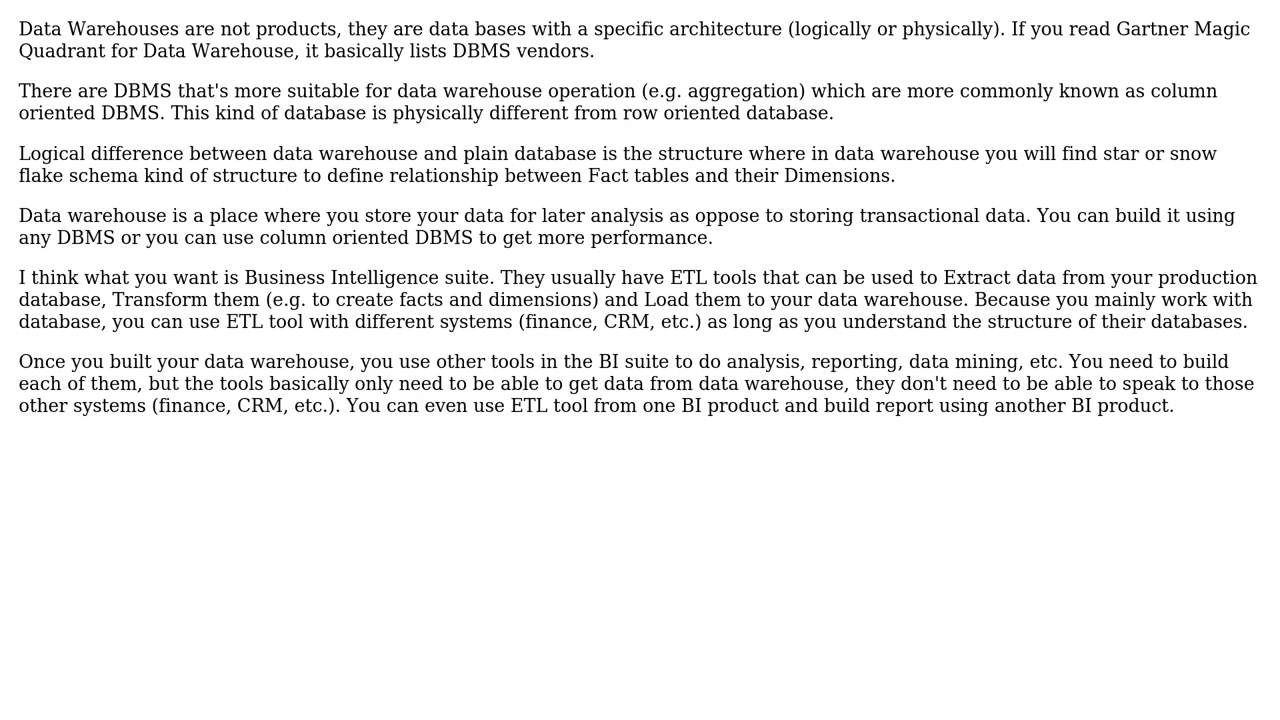 Data Warehouses are not products, they are data bases with a specific architecture (logically or physically). If you read Gartner Magic
Quadrant for Data Warehouse, it basically lists DBMS vendors.
There are DBMS that's more suitable for data warehouse operation (e.g. aggregation) which are more commonly known as column
oriented DBMS. This kind of database is physically different from row oriented database.
Logical difference between data warehouse and plain database is the structure where in data warehouse you will find star or snow
flake schema kind of structure to define relationship between Fact tables and their Dimensions.
Data warehouse is a place where you store your data for later analysis as oppose to storing transactional data. You can build it using
any DBMS or you can use column oriented DBMS to get more performance.
I think what you want is Business Intelligence suite. They usually have ETL tools that can be used to Extract data from your production
database, Transform them (e.g. to create facts and dimensions) and Load them to your data warehouse. Because you mainly work with
database, you can use ETL tool with different systems (finance, CRM, etc.) as long as you understand the structure of their databases.
Once you built your data warehouse, you use other tools in the BI suite to do analysis, reporting, data mining, etc. You need to build
each of them, but the tools basically only need to be able to get data from data warehouse, they don't need to be able to speak to those
other systems (finance, CRM, etc.). You can even use ETL tool from one BI product and build report using another BI product.